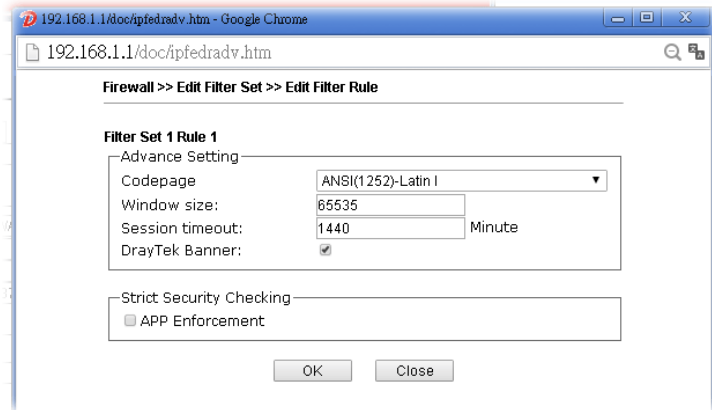 192.168.1.1/doc/ipfedradv.htm - Google Chrome
192.168.1.1/doc/ipfedradv.htm
Firewall >> Edit Filter Set >> Edit Filter Rule
Filter Set 1 Rule 1
Advance Setting
Codepage ANSI(1252)-Latin I
Window size: 65535
Session timeout: 1440 Minute
DrayTek Banner:
Strict Security Checking
APP Enforcement
OK Close